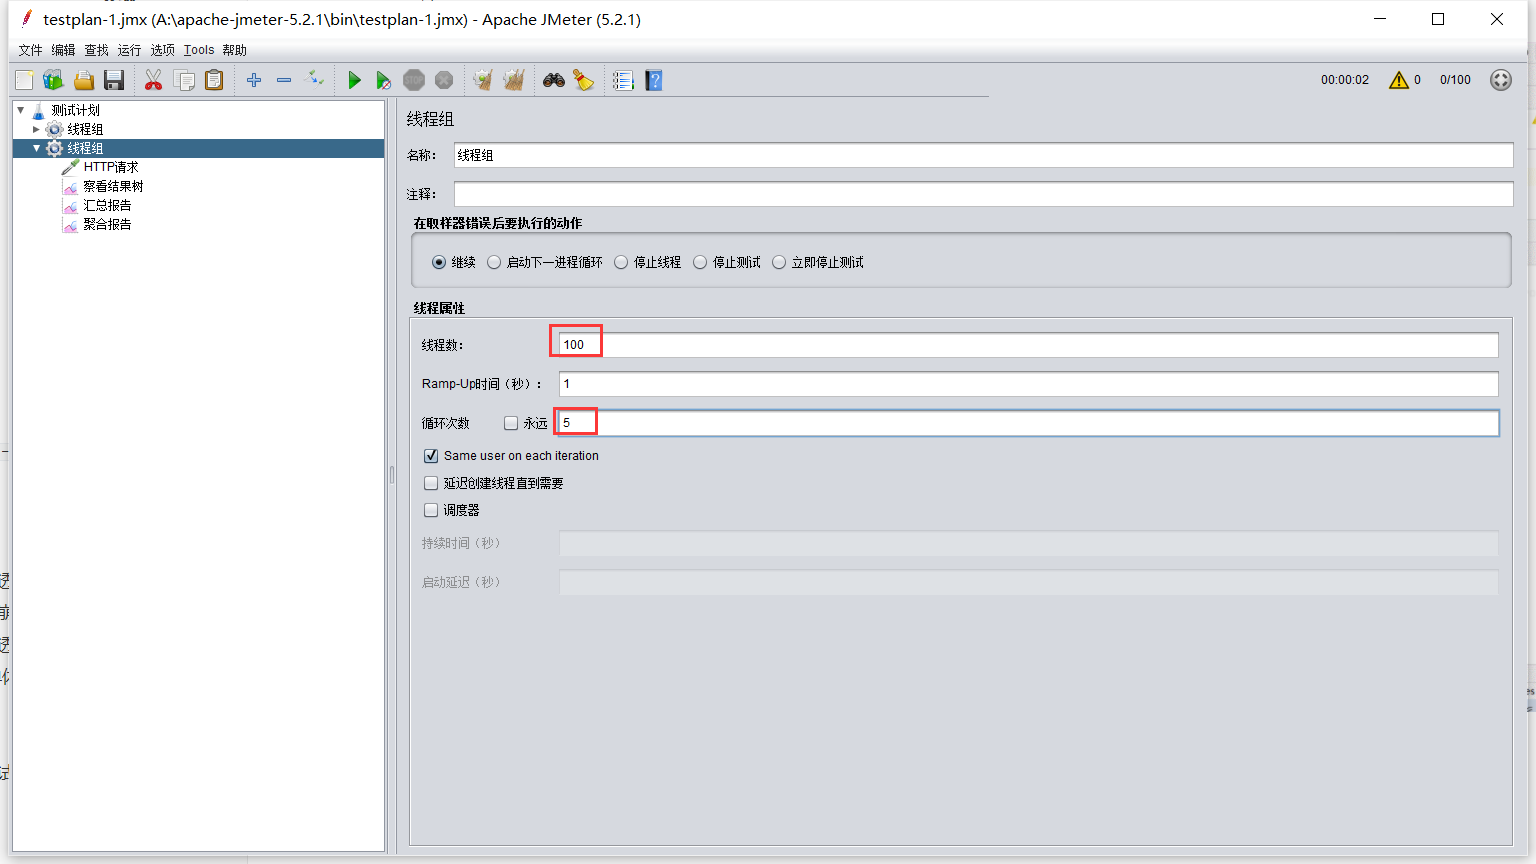 testplan-1.jmx (A:\apache-jmeter-5.2.1\bin\testplan-1.jmx) - Apache JMeter (5.2.1)
文件 编辑 查找 运行 选项 Tools 帮助
STOP
00:00:02 0 0/100
测试计划
线程组
线程组
HTTP请求
察看结果树
汇总报告
聚合报告
线程组
名称： 线程组
注释：
在取样器错误后要执行的动作
继续 启动下一进程循环 停止线程 停止测试 立即停止测试
线程属性
线程数： 100
Ramp-Up时间（秒）： 1
循环次数 永远 5
Same user on each iteration
延迟创建线程直到需要
调度器
持续时间（秒）
启动延迟（秒）